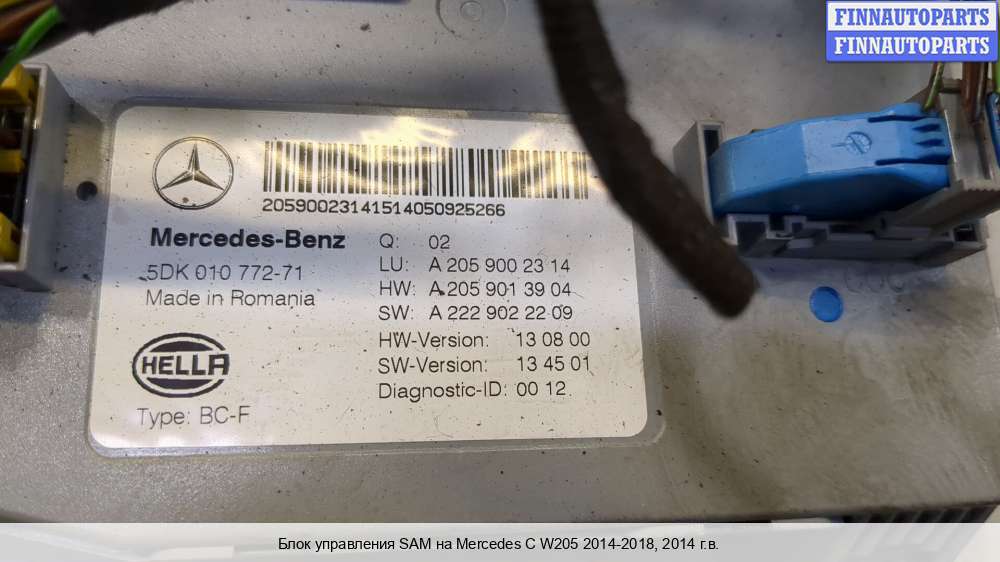 FINNAUTOPARTS
FINNAUTOPARTS
2059002314151405092​5266
Mercedes-Benz
5DK 010 772-71
Made in Romania
HELLA
Type: BC-F
Q: 02
LU: A 205 900 23 14
HW: A 205 901 39 04
SW: A 222 902 22 09
HW-Version: 13 08 00
SW-Version: 13 45 01
Diagnostic-ID: 00 12
Блок управления SAM на Mercedes C W205 2014-2018, 2014 г.в.